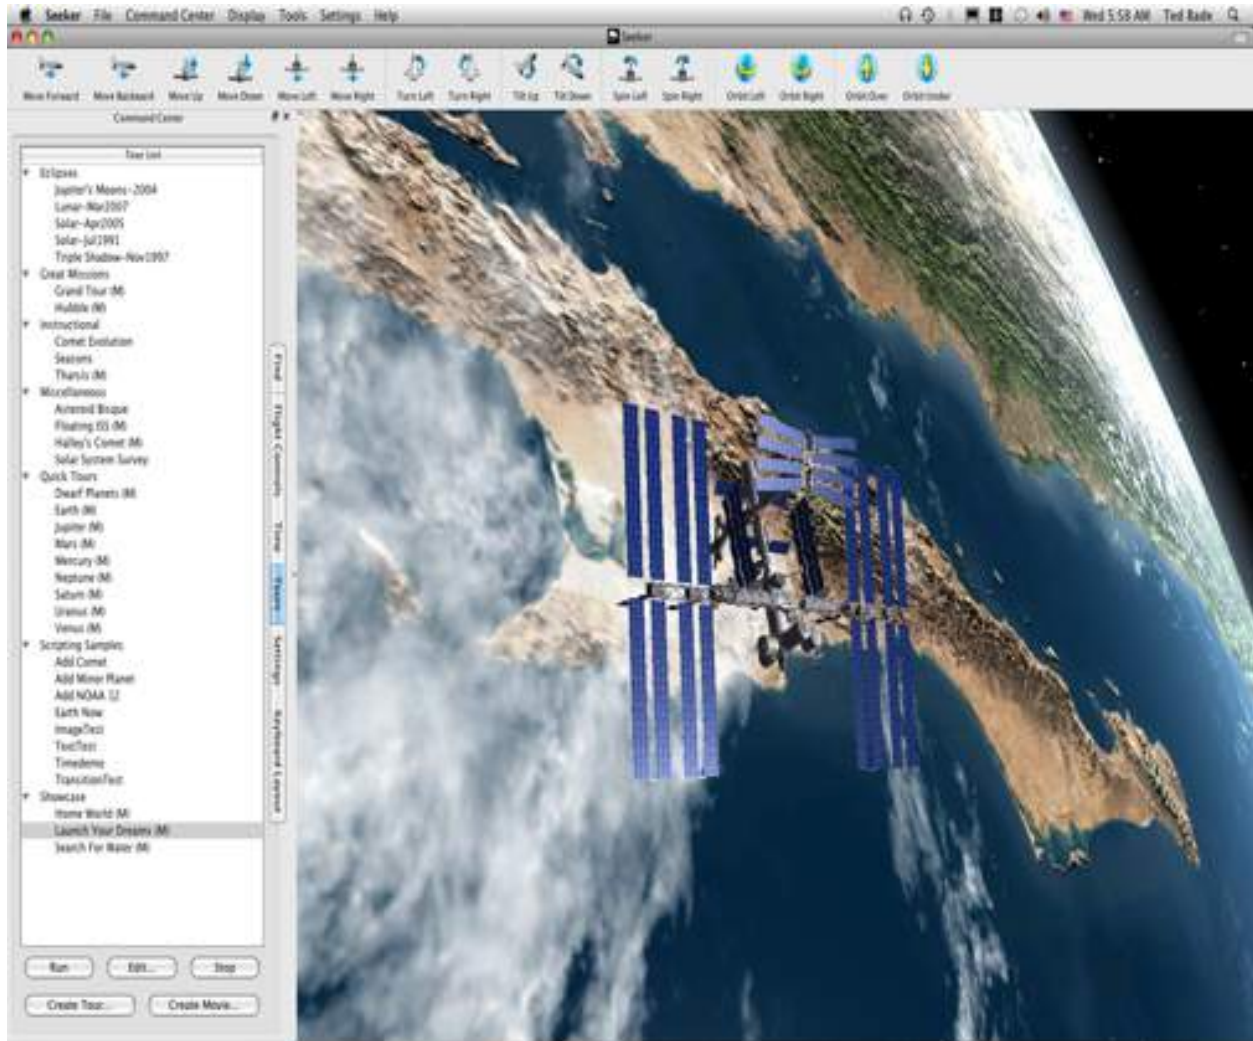 Seeker File Command Center Display Tools Settings Help
Wed 5:58 AM Ted Rade
Seeker
Move Forward Move Backward Move Up Move Down Move Left Move Right Turn Left Turn Right Tilt Up Tilt Down Spin Left Spin Right Orbit Left Orbit Right Orbit Over Orbit Under
Command Center
Tour List
Eclipses
Jupiter's Moons-2004
Lunar-Mar2007
Solar-Apr2005
Solar-Jul1991
Triple Shadow-Nov1997
Great Missions
Grand Tour (M)
Hubble (M)
Instructional
Comet Evolution
Seasons
Tharsis (M)
Miscellaneous
Asteroid Bisque
Floating ISS (M)
Halley's Comet (M)
Solar System Survey
Quick Tours
Dwarf Planets (M)
Earth (M)
Jupiter (M)
Mars (M)
Mercury (M)
Neptune (M)
Saturn (M)
Uranus (M)
Venus (M)
Scripting Samples
Add Comet
Add Minor Planet
Add NOAA 12
Earth Now
ImageTest
TextTest
Timedemo
TransitionTest
Showcase
Home World (M)
Launch Your Dreams (M)
Search For Water (M)
Find
Flight Controls
Time
Tours
Settings
Keyboard Layout
Run Edit... Stop
Create Tour... Create Movie...